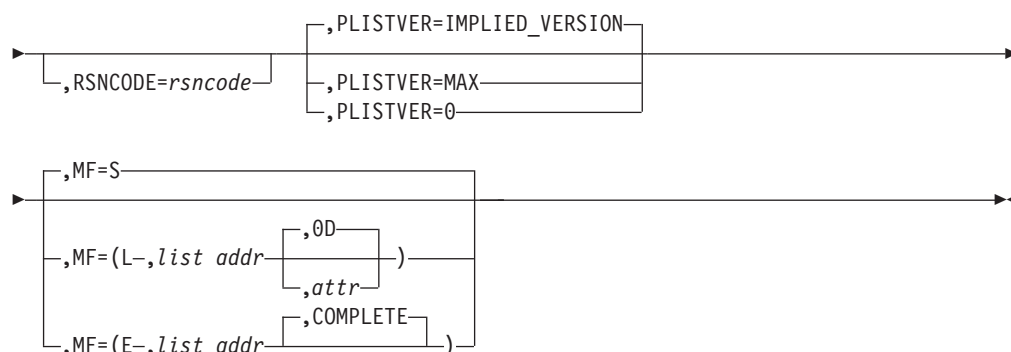 ,PLISTVER=IMPLIED_VERSION
,RSNCODE=rsncode
,PLISTVER=MAX
,PLISTVER=0
,MF=S
,0D
,MF=(L–,list addr )
,attr
,COMPLETE
,MF=(E–,list addr )